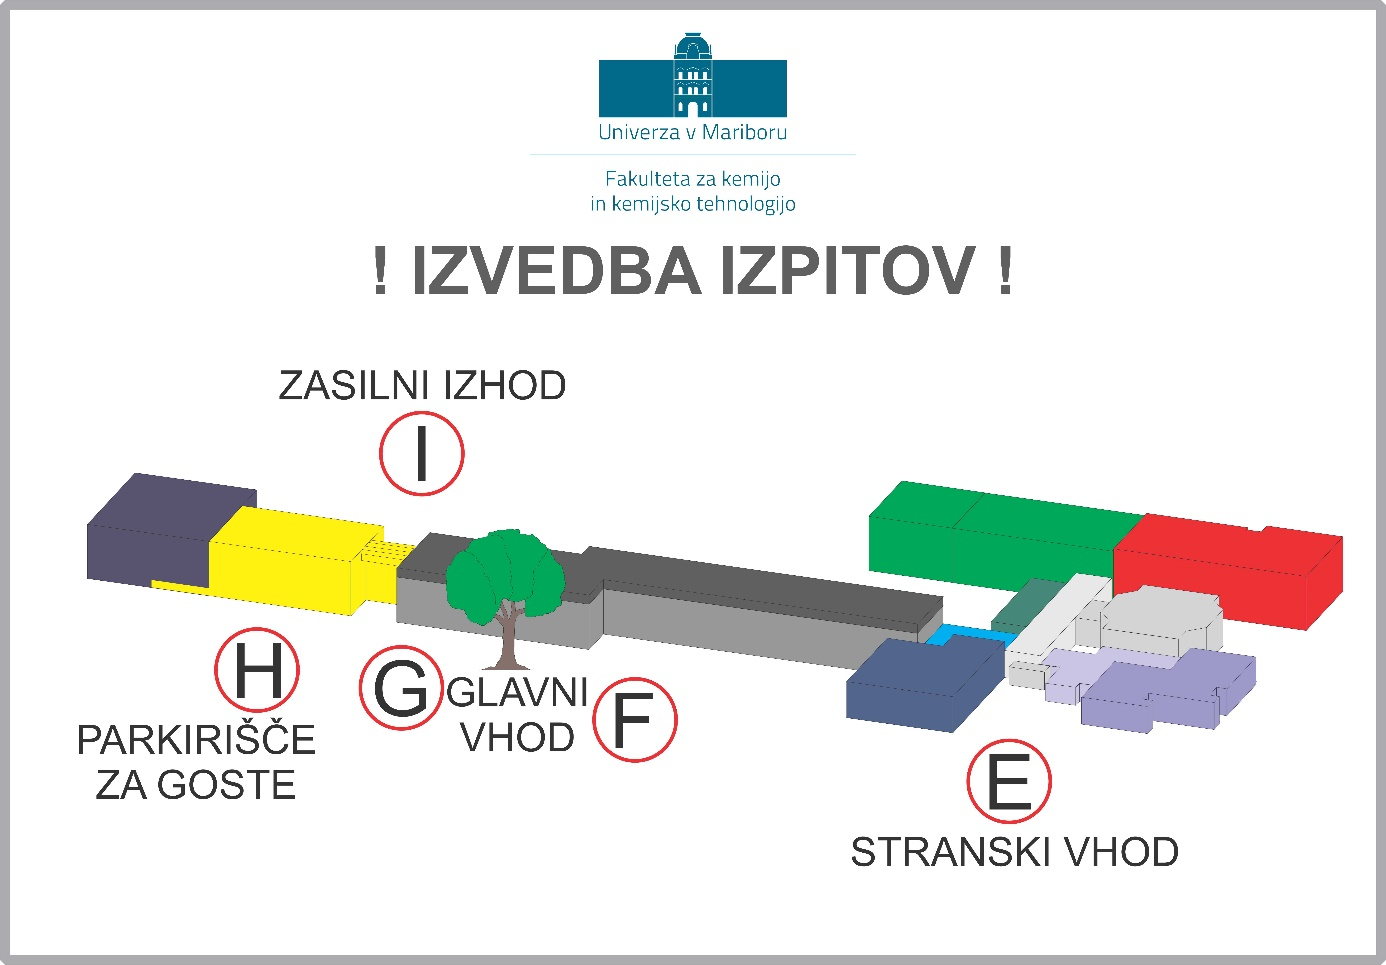 Univerza v Mariboru
Fakulteta za kemijo
in kemijsko tehnologijo
! IZVEDBA IZPITOV !
ZASILNI IZHOD
I
H
PARKIRIŠČE
ZA GOSTE
G
GLAVNI
VHOD
F
E
STRANSKI VHOD